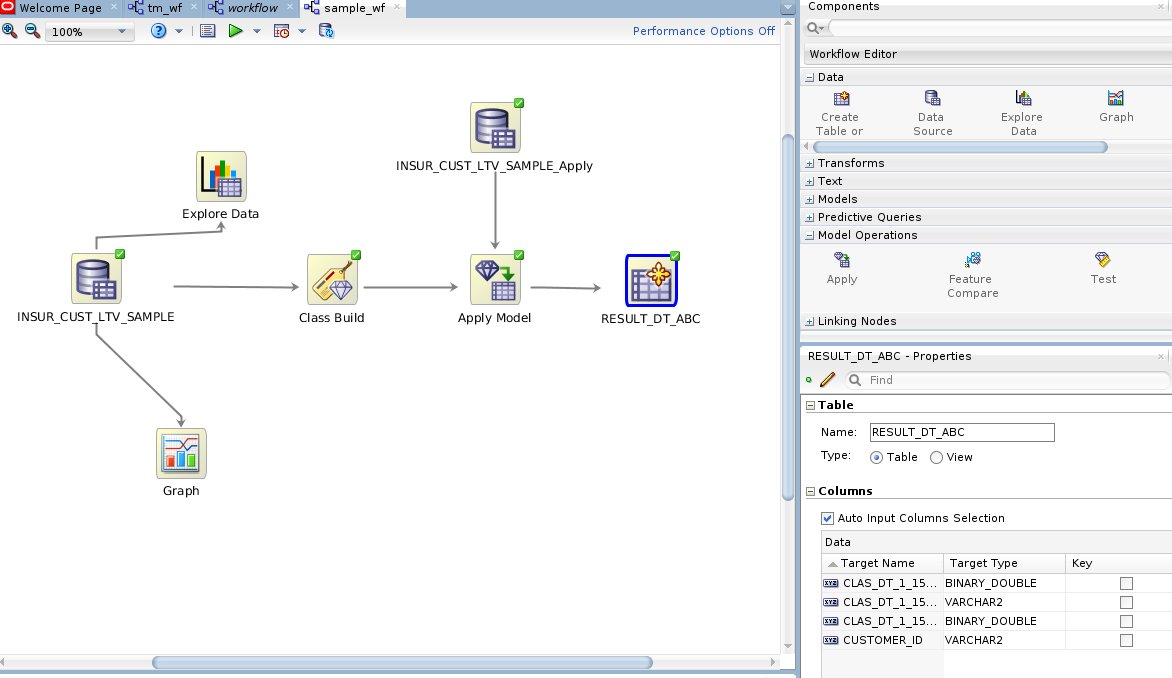 Welcome Page
tm_wf
workflow
sample_wf
100%
Performance Options Off
INSUR_CUST_LTV_SAMPLE_Apply
Explore Data
INSUR_CUST_LTV_SAMPLE
Class Build
Apply Model
RESULT_DT_ABC
Graph
Components
Workflow Editor
Data
Create
Table or
Data
Source
Explore
Data
Graph
Transforms
Text
Models
Predictive Queries
Model Operations
Apply
Feature
Compare
Test
Linking Nodes
RESULT_DT_ABC - Properties
Find
Table
Name: RESULT_DT_ABC
Type: Table View
Columns
Auto Input Columns Selection
Data
Target Name Target Type Key
CLAS_DT_1_15... BINARY_DOUBLE
CLAS_DT_1_15... VARCHAR2
CLAS_DT_1_15... BINARY_DOUBLE
CUSTOMER_ID VARCHAR2